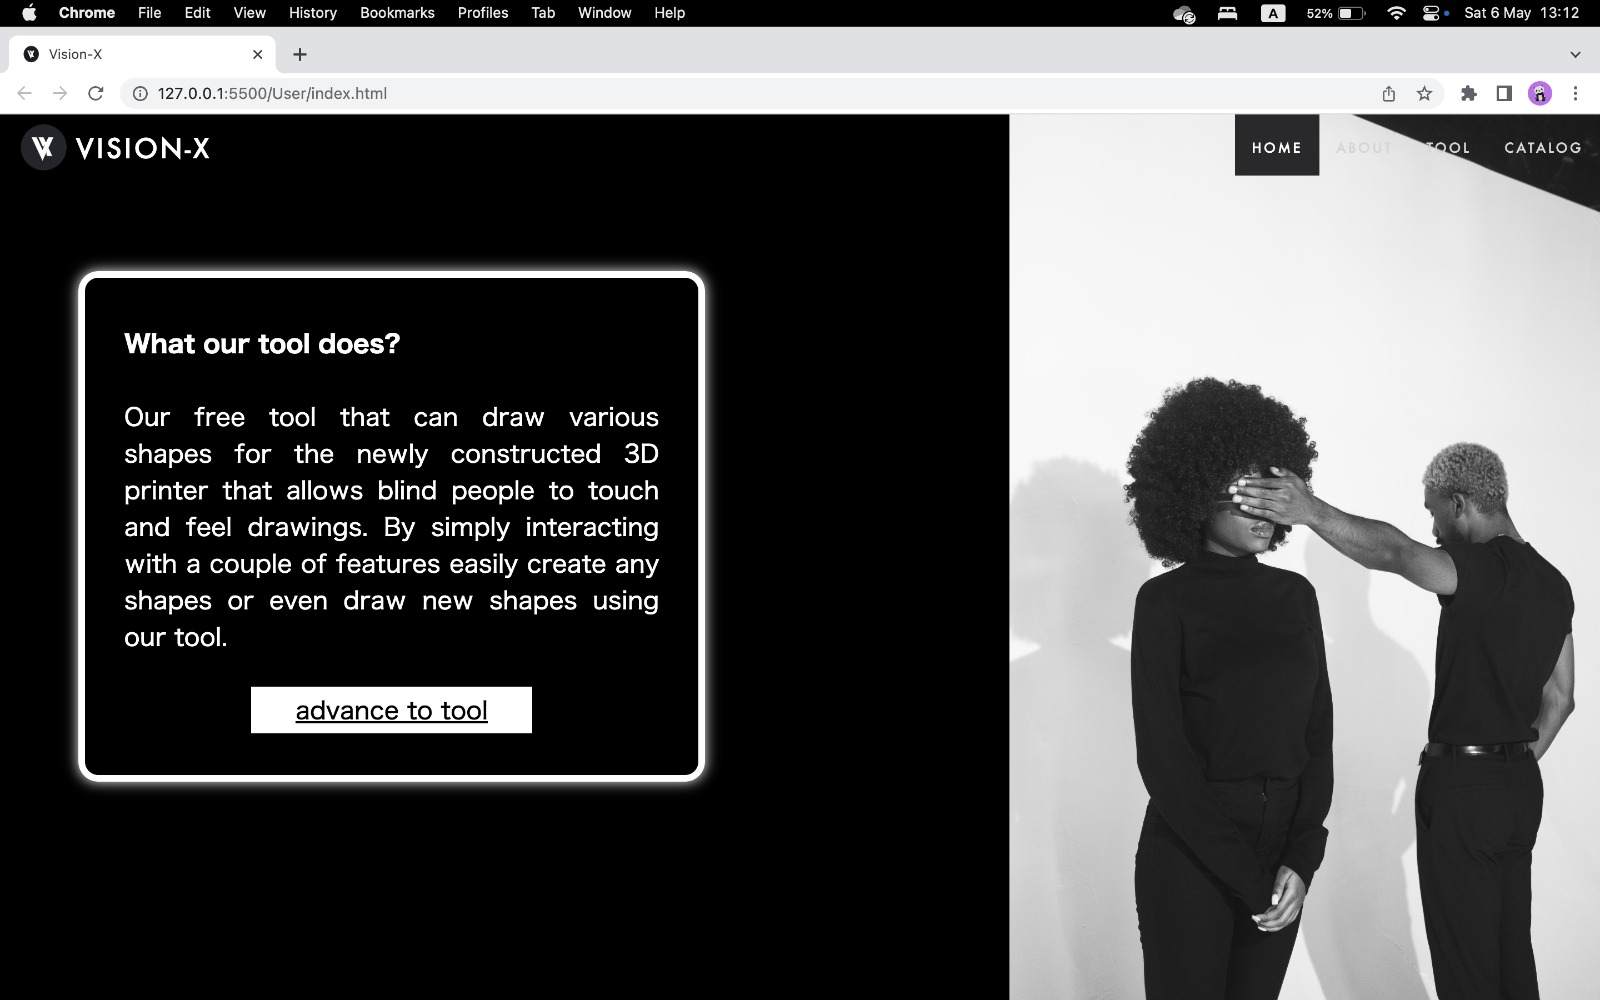 Chrome File Edit View History Bookmarks Profiles Tab Window Help A 52% Sat 6 May 13:12
Vision-X
127.0.0.1:5500/User/index.html
VISION-X HOME ABOUT TOOL CATALOG
What our tool does?
Our free tool that can draw various
shapes for the newly constructed 3D
printer that allows blind people to touch
and feel drawings. By simply interacting
with a couple of features easily create any
shapes or even draw new shapes using
our tool.
advance to tool